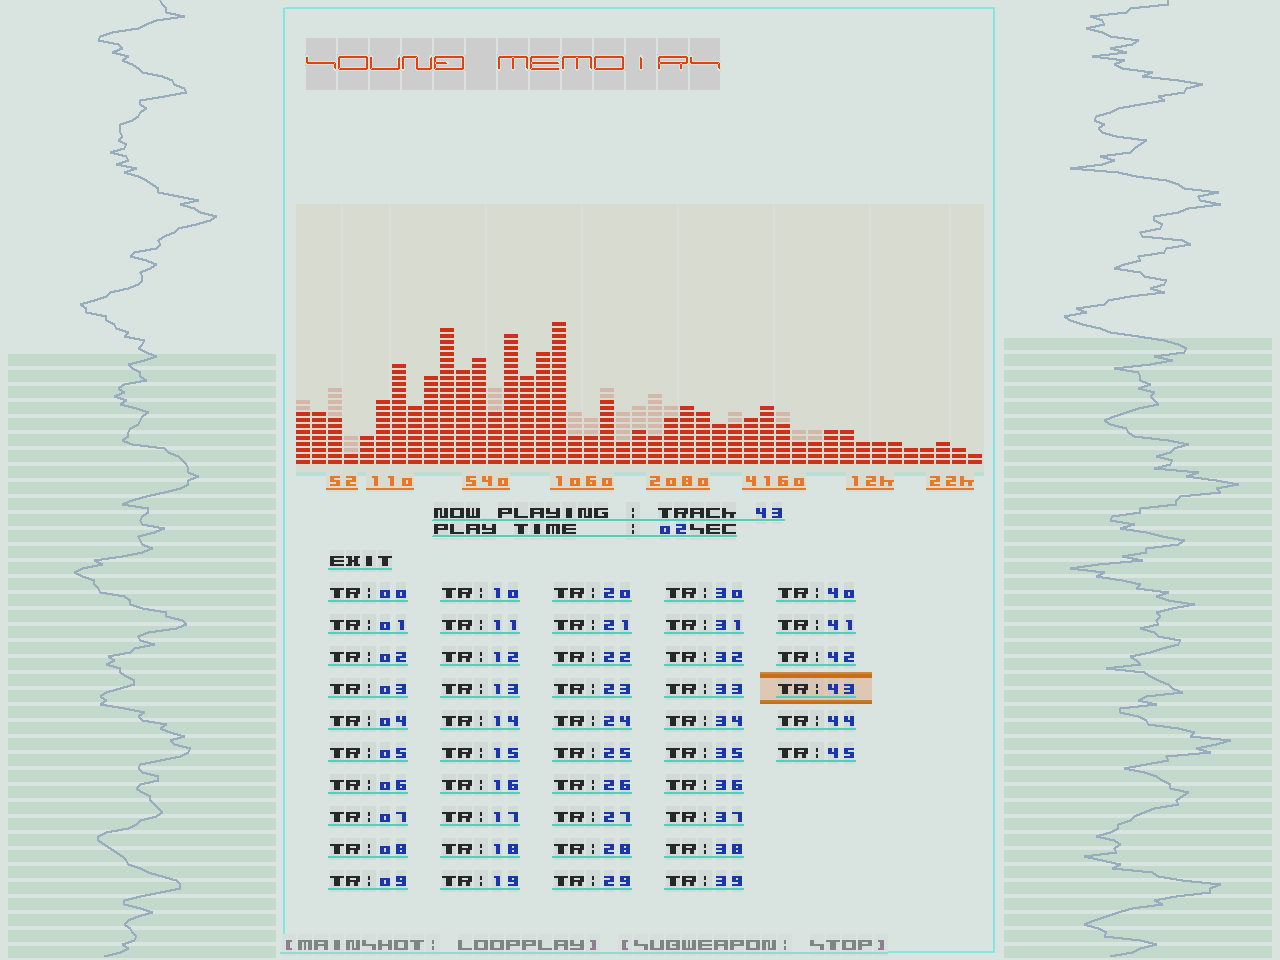 SOUND MEMOIRS
52 110 540 1060 2080 4160 12k 22k
NOW PLAYING : TRACK 43
PLAY TIME : 02SEC
EXIT
TR:00 TR:10 TR:20 TR:30 TR:40
TR:01 TR:11 TR:21 TR:31 TR:41
TR:02 TR:12 TR:22 TR:32 TR:42
TR:03 TR:13 TR:23 TR:33 TR:43
TR:04 TR:14 TR:24 TR:34 TR:44
TR:05 TR:15 TR:25 TR:35 TR:45
TR:06 TR:16 TR:26 TR:36
TR:07 TR:17 TR:27 TR:37
TR:08 TR:18 TR:28 TR:38
TR:09 TR:19 TR:29 TR:39
[MAINSHOT: LOOPPLAY] [SUBWEAPON: STOP]